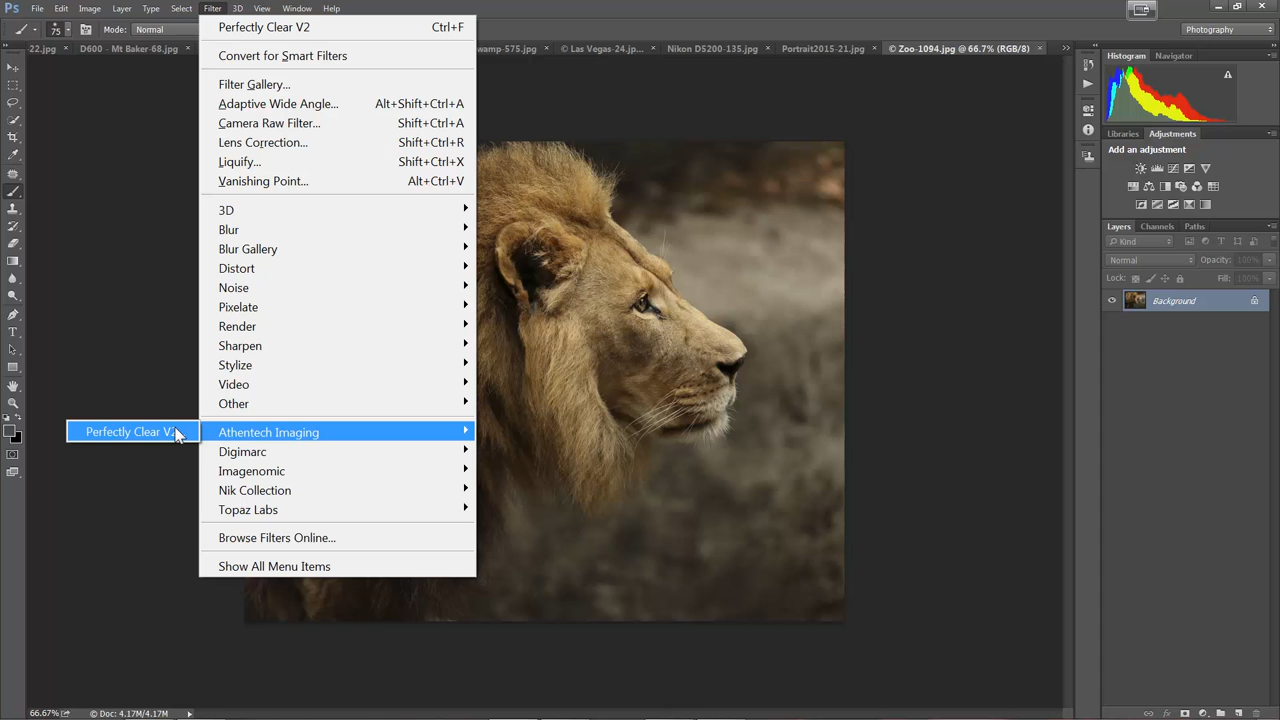 Ps File Edit Image Layer Type Select Filter 3D View Window Help
75 Mode: Normal
Photography
-22.jpg D600 - Mt Baker-68.jpg wamp-575.jpg © Las Vegas-24.jp... Nikon D5200-135.jpg Portrait2015-21.jpg © Zoo-1094.jpg @ 66.7% (RGB/8)
Perfectly Clear V2 Ctrl+F
Convert for Smart Filters
Filter Gallery...
Adaptive Wide Angle... Alt+Shift+Ctrl+A
Camera Raw Filter... Shift+Ctrl+A
Lens Correction... Shift+Ctrl+R
Liquify... Shift+Ctrl+X
Vanishing Point... Alt+Ctrl+V
3D
Blur
Blur Gallery
Distort
Noise
Pixelate
Render
Sharpen
Stylize
Video
Other
Athentech Imaging
Perfectly Clear V2
Digimarc
Imagenomic
Nik Collection
Topaz Labs
Browse Filters Online...
Show All Menu Items
Histogram Navigator
Libraries Adjustments
Add an adjustment
Layers Channels Paths
Kind
Normal Opacity: 100%
Lock: Fill: 100%
Background
66.67% © Doc: 4.17M/4.17M